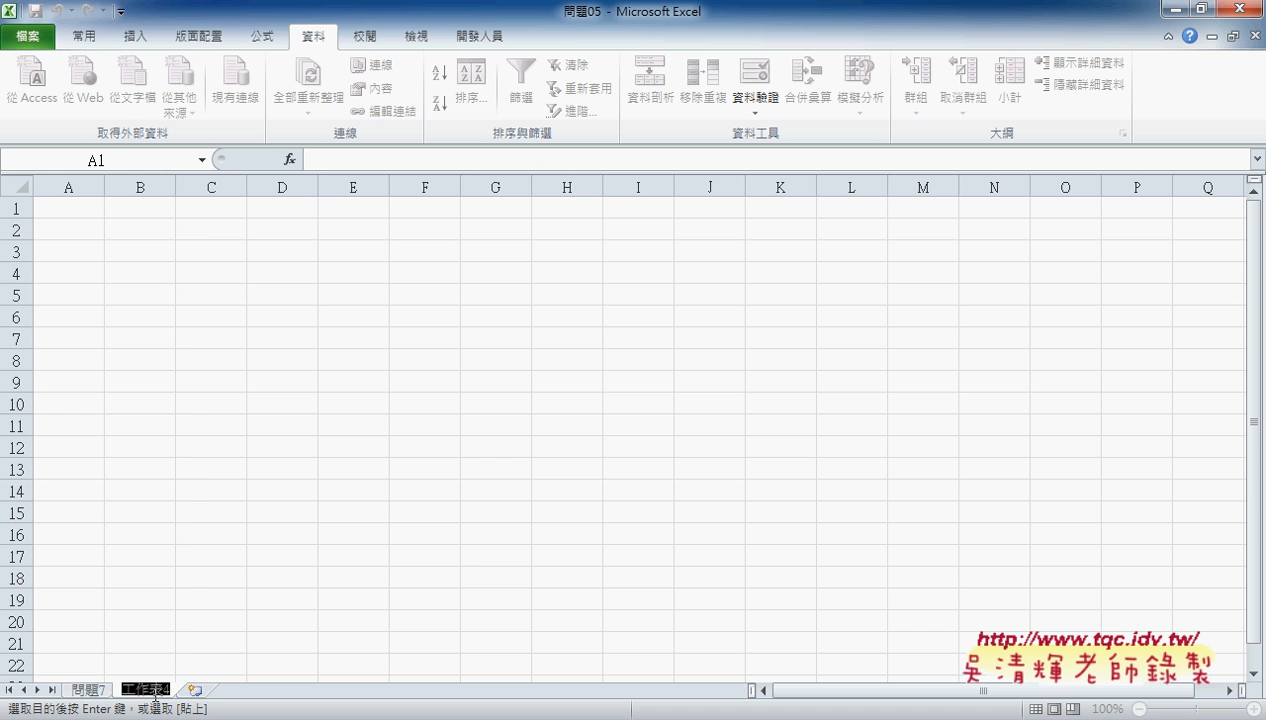 問題05 - Microsoft Excel
檔案 常用 插入 版面配置 公式 資料 校閱 檢視 開發人員
從 Access 從 Web 從文字檔 從其他來源 現有連線
取得外部資料
全部重新整理 連線 內容 編輯連結
連線
排序... 篩選 清除 重新套用 進階...
排序與篩選
資料剖析 移除重複 資料驗證 合併彙算 模擬分析
資料工具
群組 取消群組 小計 顯示詳細資料 隱藏詳細資料
大綱
A1 fx
A B C D E F G H I J K L M N O P Q
1
2
3
4
5
6
7
8
9
10
11
12
13
14
15
16
17
18
19
20
21
22
http://www.tqc.idv.tw/
吳清輝老師錄製
問題7 工作表4
選取目的後按 Enter 鍵，或選取 [貼上]
100%